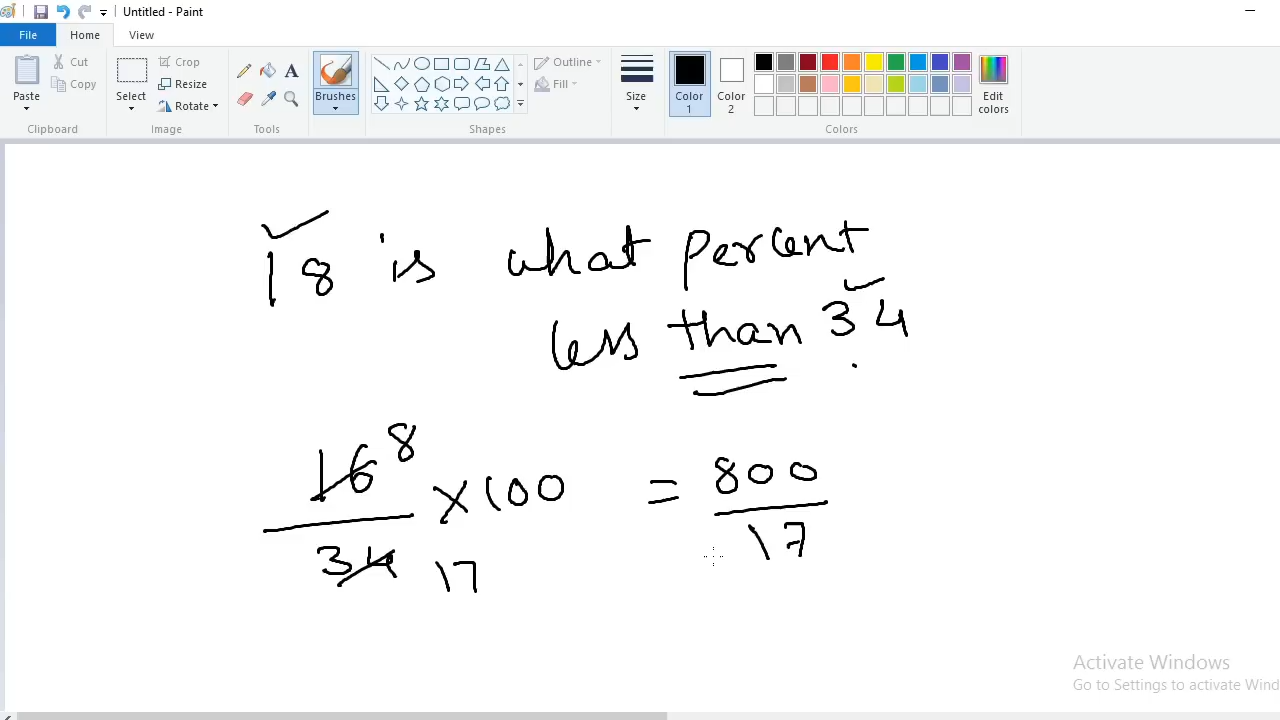 Untitled - Paint
File Home View
Cut
Copy
Paste
Clipboard
Crop
Resize
Rotate
Select
Image
Tools
Brushes
Shapes
Outline
Fill
Size
Color 1
Color 2
Edit colors
Colors
18 is what percent
less than 34
16 8
34 17
×100
= 800
17
Activate Windows
Go to Settings to activate Wind